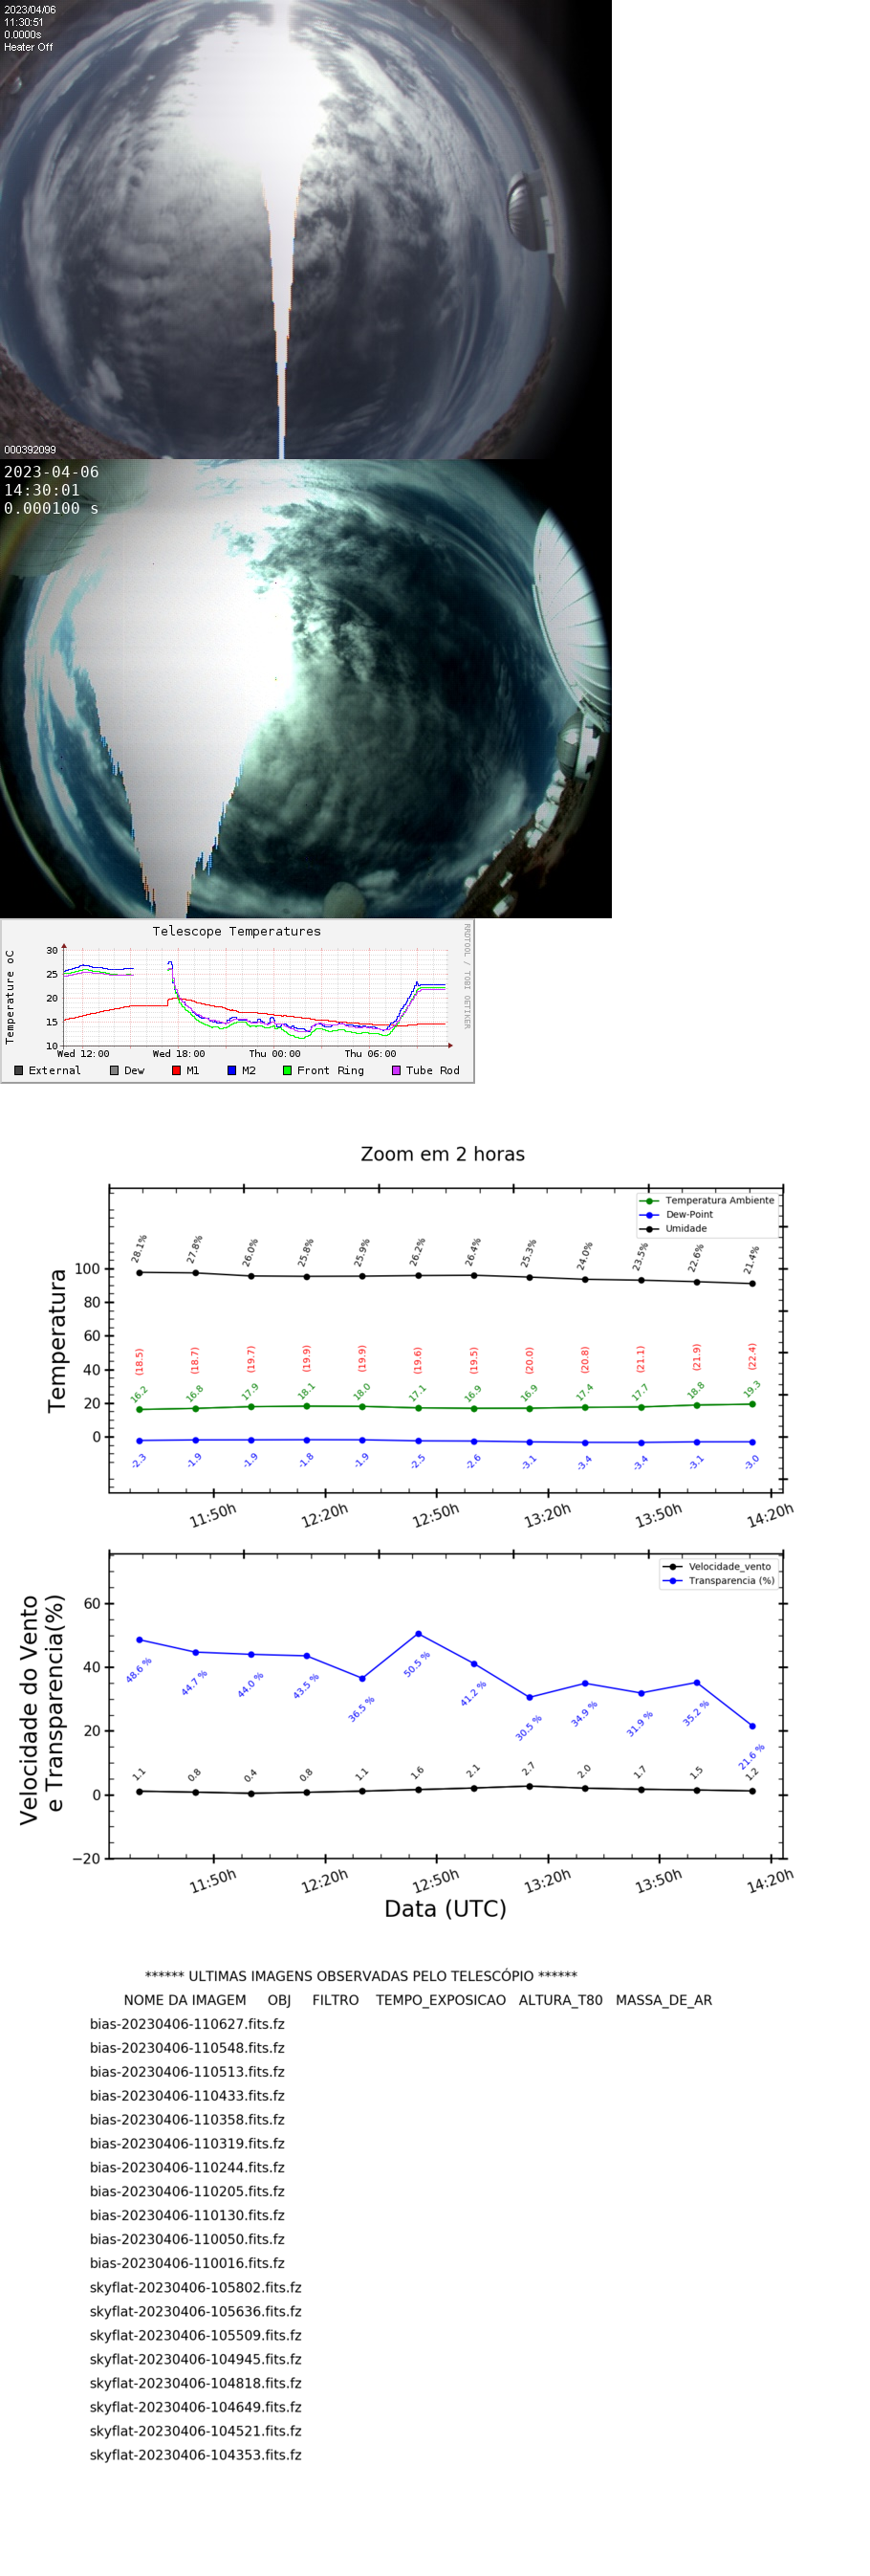 2023/04/06
11:30:51
0.0000s
Heater Off
000392099
2023-04-06
14:30:01
0.000100 s
Telescope Temperatures
RRDTOOL / TOBI OETIKER
Temperature oC
30
25
20
15
10
Wed 12:00 Wed 18:00 Thu 00:00 Thu 06:00
External Dew M1 M2 Front Ring Tube Rod
Zoom em 2 horas
Temperatura Ambiente
Dew-Point
Umidade
Temperatura
100
80
60
40
20
0
28.1% 27.8% 26.0% 25.8% 25.9% 26.2% 26.4% 25.3% 24.0% 23.5% 22.6% 21.4%
(18.5) (18.7) (19.7) (19.9) (19.9) (19.6) (19.5) (20.0) (20.8) (21.1) (21.9) (22.4)
16.2 16.8 17.9 18.1 18.0 17.1 16.9 16.9 17.4 17.7 18.8 19.3
-2.3 -1.9 -1.9 -1.8 -1.9 -2.5 -2.6 -3.1 -3.4 -3.4 -3.1 -3.0
11:50h 12:20h 12:50h 13:20h 13:50h 14:20h
Velocidade_vento
Transparencia (%)
Velocidade do Vento
e Transparencia(%)
60
40
20
0
−20
48.6 % 44.7 % 44.0 % 43.5 % 36.5 % 50.5 % 41.2 % 30.5 % 34.9 % 31.9 % 35.2 % 21.6 %
1.1 0.8 0.4 0.8 1.1 1.6 2.1 2.7 2.0 1.7 1.5 1.2
11:50h 12:20h 12:50h 13:20h 13:50h 14:20h
Data (UTC)
****** ULTIMAS IMAGENS OBSERVADAS PELO TELESCÓPIO ******
NOME DA IMAGEM OBJ FILTRO TEMPO_EXPOSICAO ALTURA_T80 MASSA_DE_AR
bias-20230406-110627.fits.fz
bias-20230406-110548.fits.fz
bias-20230406-110513.fits.fz
bias-20230406-110433.fits.fz
bias-20230406-110358.fits.fz
bias-20230406-110319.fits.fz
bias-20230406-110244.fits.fz
bias-20230406-110205.fits.fz
bias-20230406-110130.fits.fz
bias-20230406-110050.fits.fz
bias-20230406-110016.fits.fz
skyflat-20230406-105802.fits.fz
skyflat-20230406-105636.fits.fz
skyflat-20230406-105509.fits.fz
skyflat-20230406-104945.fits.fz
skyflat-20230406-104818.fits.fz
skyflat-20230406-104649.fits.fz
skyflat-20230406-104521.fits.fz
skyflat-20230406-104353.fits.fz